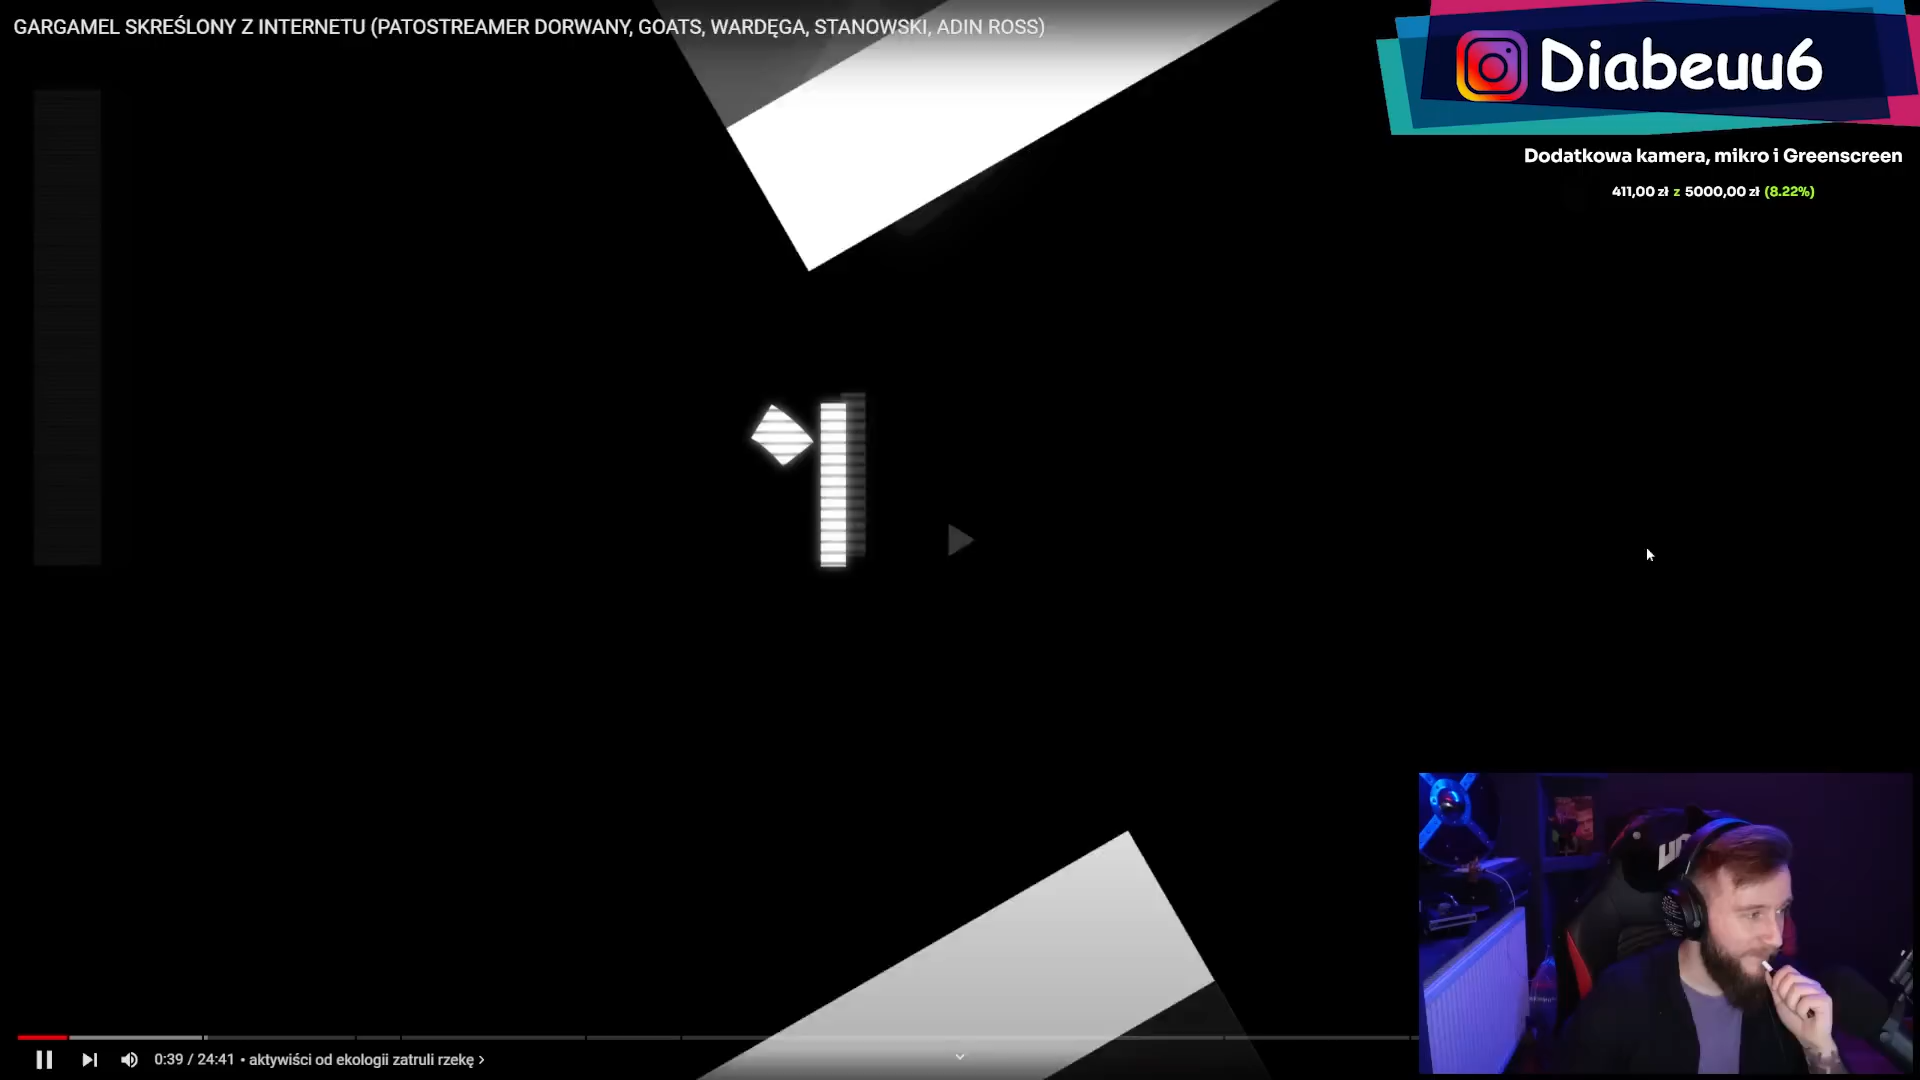 GARGAMEL SKREŚLONY Z INTERNETU (PATOSTREAMER DORWANY, GOATS, WARDĘGA, STANOWSKI, ADIN ROSS)
Diabeuu6
Dodatkowa kamera, mikro i Greenscreen
411,00 zł z 5000,00 zł (8.22%)
0:39 / 24:41 • aktywiści od ekologii zatruli rzekę ›